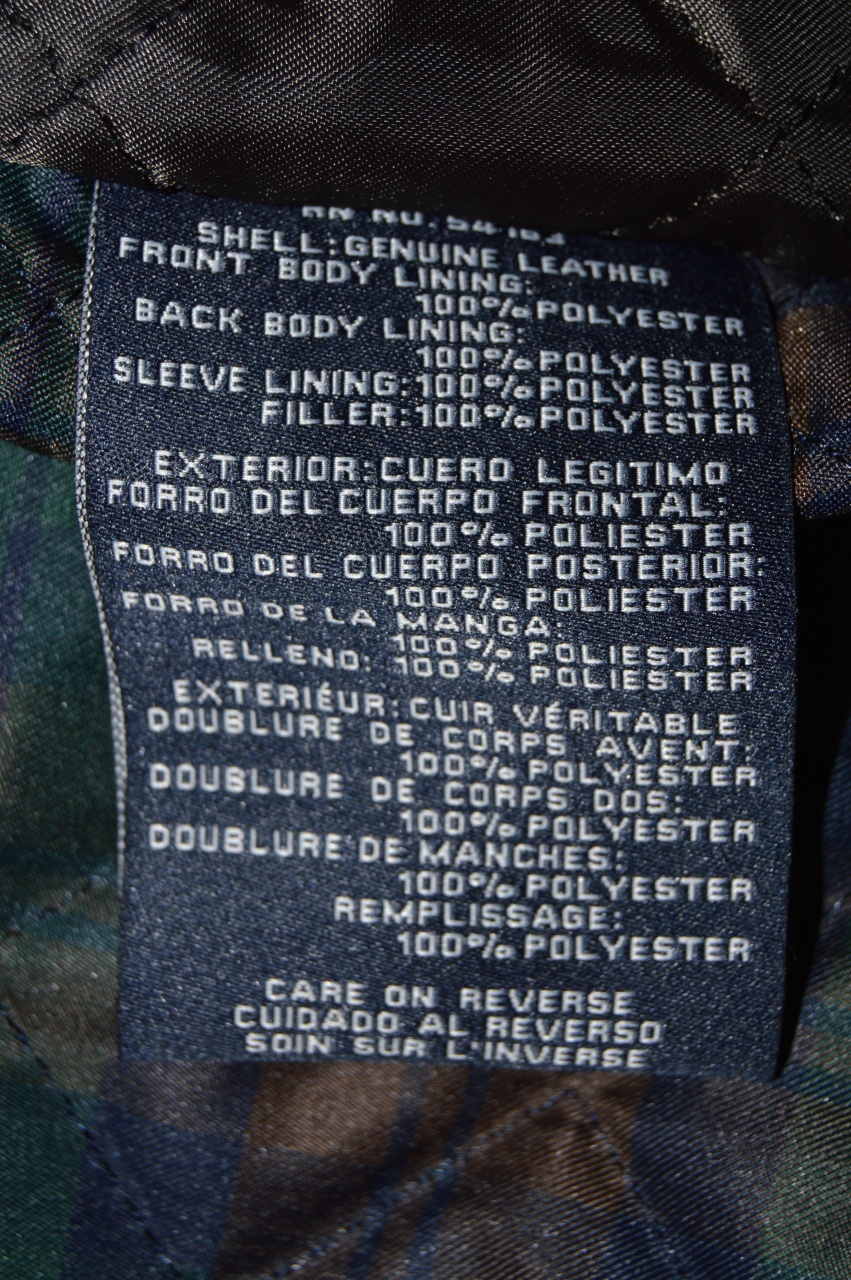 RN NO.
SHELL:GENUINE LEATHER
FRONT BODY LINING:
100%POLYESTER
BACK BODY LINING:
100%POLYESTER
SLEEVE LINING:100%POLYESTER
FILLER:100%POLYESTER
EXTERIOR:CUERO LEGITIMO
FORRO DEL CUERPO FRONTAL:
100% POLIESTER
FORRO DEL CUERPO POSTERIOR:
100% POLIESTER
FORRO DE LA MANGA:
100% POLIESTER
RELLENO: 100% POLIESTER
EXTERIÉUR:CUIR VÉRITABLE
DOUBLURE DE CORPS AVENT:
100%POLYESTER
DOUBLURE DE CORPS DOS:
100%POLYESTER
DOUBLURE DE MANCHES:
100%POLYESTER
REMPLISSAGE:
100%POLYESTER
CARE ON REVERSE
CUIDADO AL REVERSO
SOIN SUR L'INVERSE